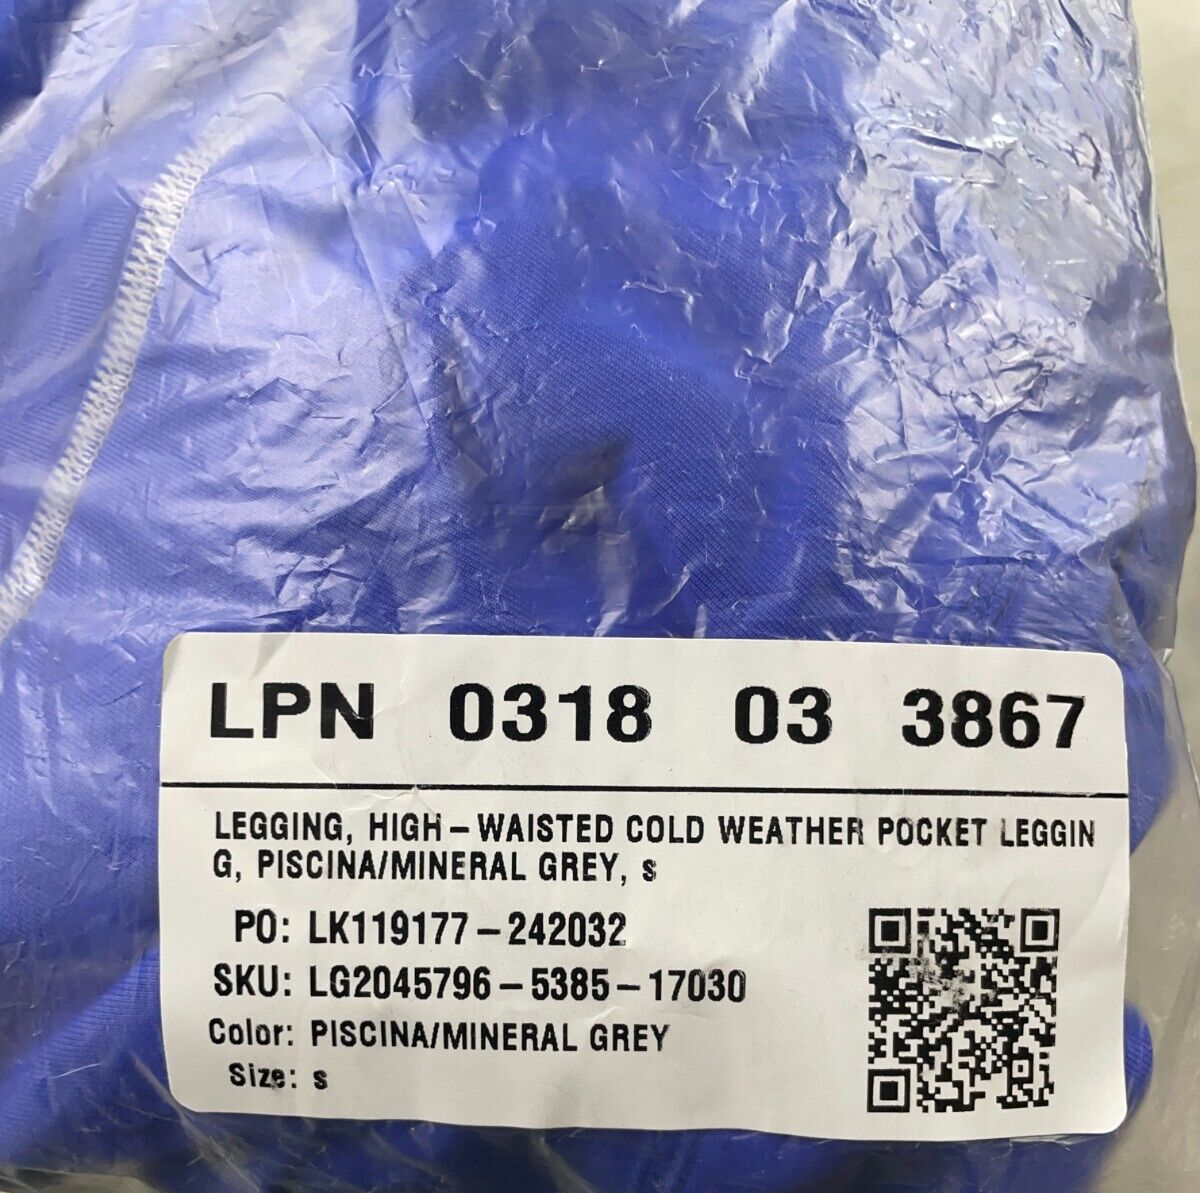 LPN 0318 03 3867
LEGGING, HIGH-WAISTED COLD WEATHER POCKET LEGGIN
G, PISCINA/MINERAL GREY, s
PO: LK119177-242032
SKU: LG2045796-5385-17030
Color: PISCINA/MINERAL GREY
Size: s